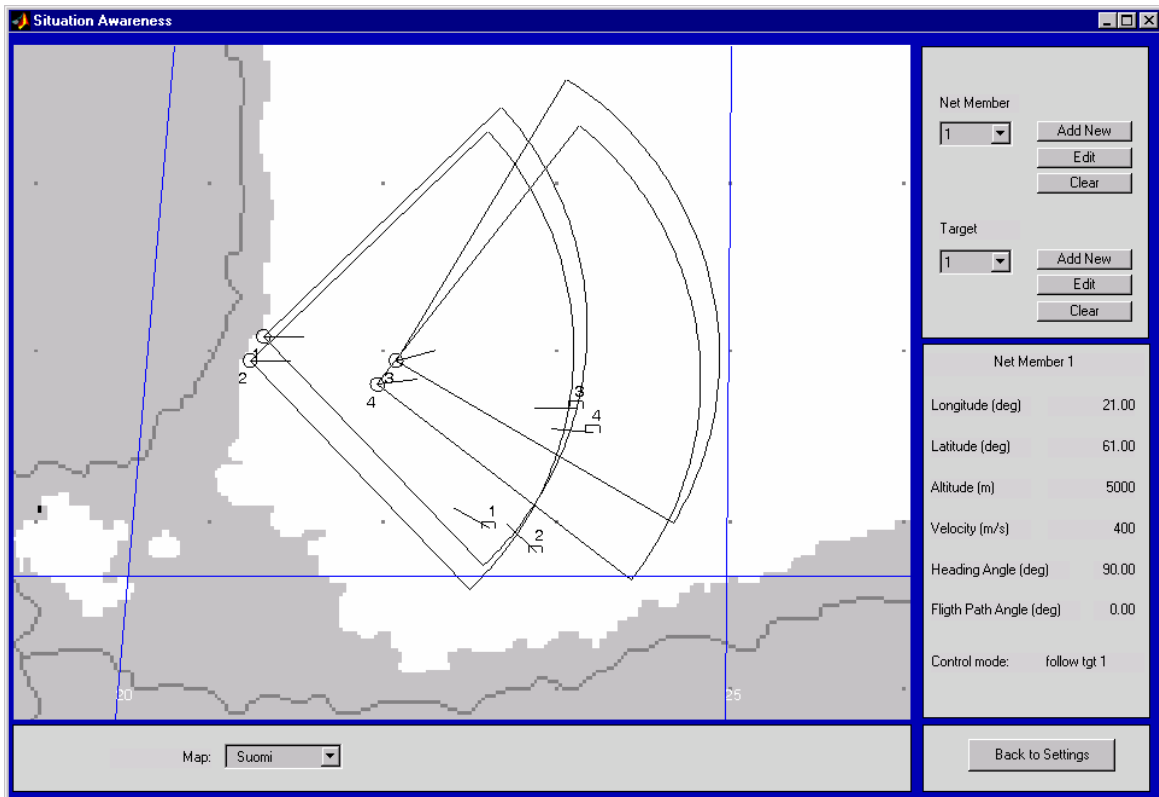 Situation Awareness
Net Member
1
Add New
Edit
Clear
Target
1
Add New
Edit
Clear
1
2
3
4
3
4
1
2
20
25
Net Member 1
Longitude (deg) 21.00
Latitude (deg) 61.00
Altitude (m) 5000
Velocity (m/s) 400
Heading Angle (deg) 90.00
Fligth Path Angle (deg) 0.00
Control mode: follow tgt 1
Map: Suomi
Back to Settings